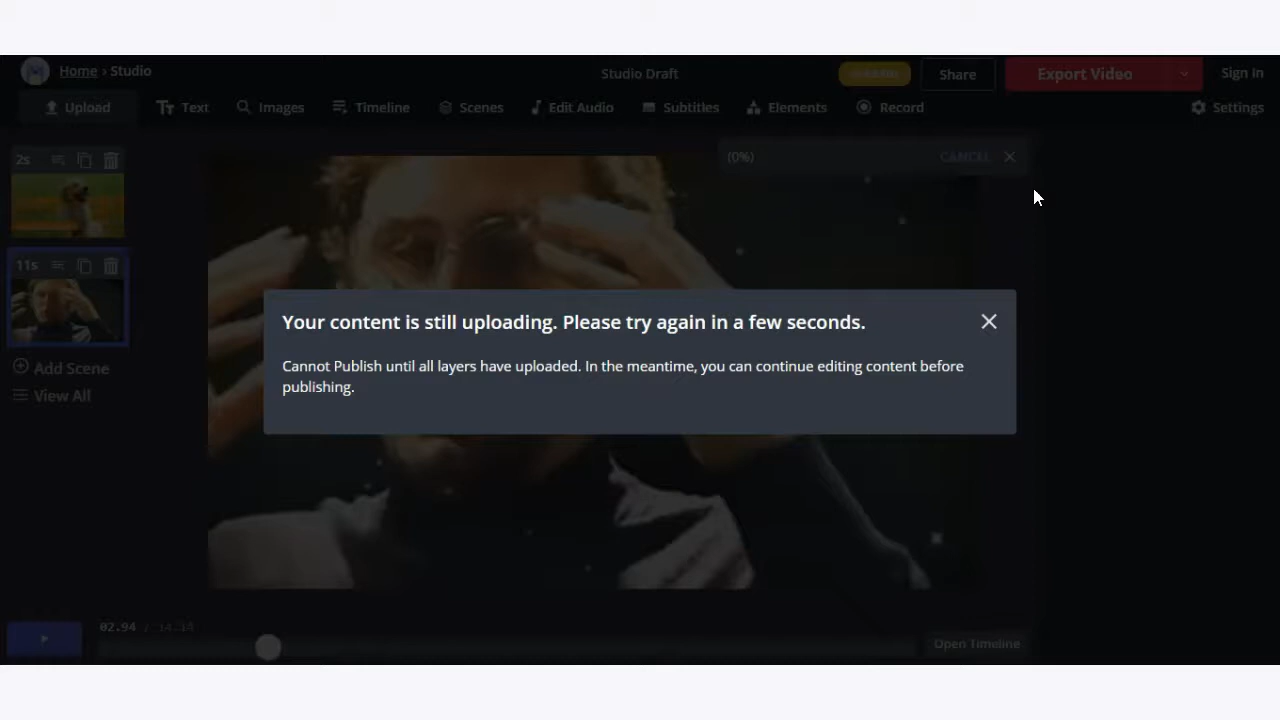 Home › Studio
Studio Draft
Share
Export Video
Sign In
Upload
Text
Images
Timeline
Scenes
Edit Audio
Subtitles
Elements
Record
Settings
2s
(0%)
CANCEL
11s
Your content is still uploading. Please try again in a few seconds.
Cannot Publish until all layers have uploaded. In the meantime, you can continue editing content before
publishing.
Add Scene
View All
02.94 / 14.14
Open Timeline